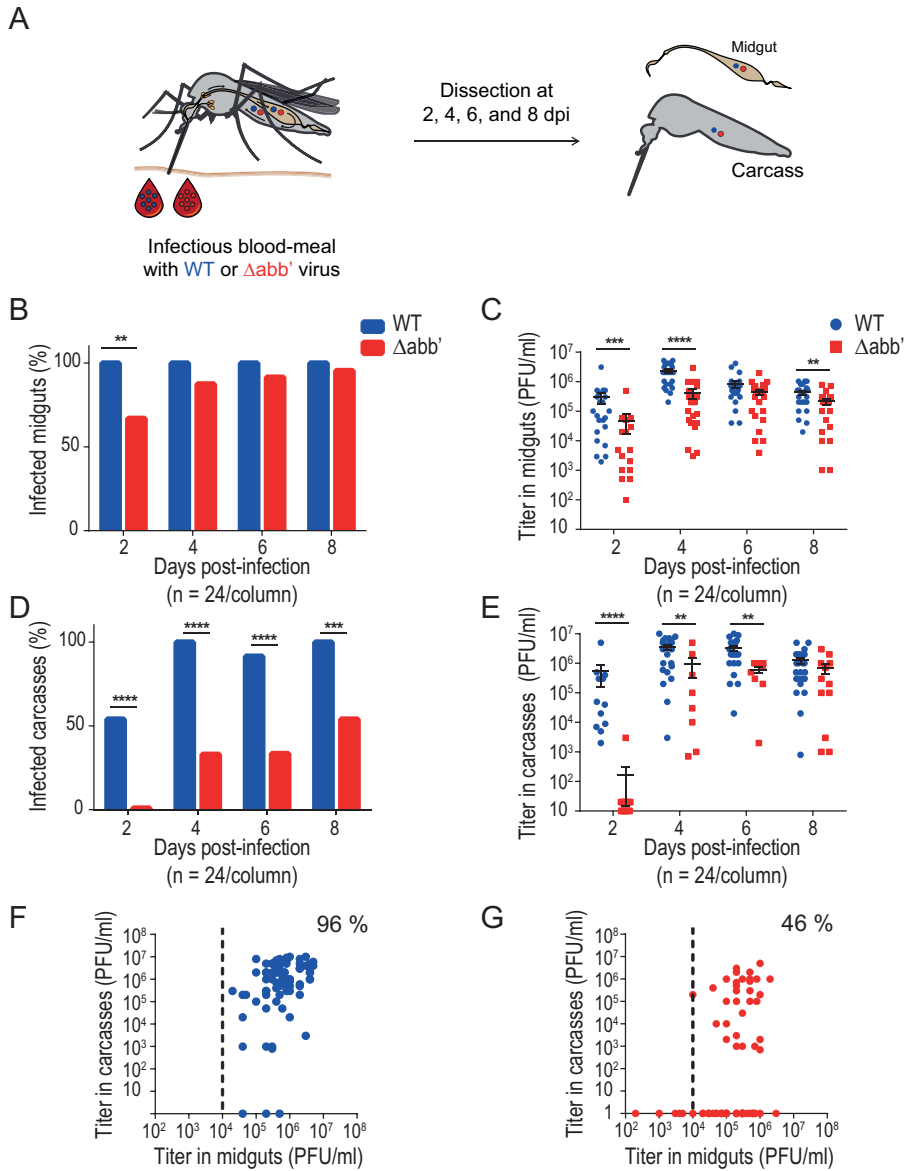 A
Midgut
Dissection at
2, 4, 6, and 8 dpi
Carcass
Infectious blood-meal
with WT or Δabb’ virus
B
WT
Δabb’
Infected midguts (%)
**
100
50
0
2 4 6 8
Days post-infection
(n = 24/column)
C
WT
Δabb’
Titer in midguts (PFU/ml)
*** **** **
10⁷
10⁶
10⁵
10⁴
10³
10²
10
2 4 6 8
Days post-infection
(n = 24/column)
D
Infected carcasses (%)
**** **** **** ***
100
50
0
2 4 6 8
Days post-infection
(n = 24/column)
E
Titer in carcasses (PFU/ml)
**** ** **
10⁷
10⁶
10⁵
10⁴
10³
10²
10
2 4 6 8
Days post-infection
(n = 24/column)
F
96 %
Titer in carcasses (PFU/ml)
10⁸
10⁷
10⁶
10⁵
10⁴
10³
10²
10
1
10² 10³ 10⁴ 10⁵ 10⁶ 10⁷ 10⁸
Titer in midguts (PFU/ml)
G
46 %
Titer in carcasses (PFU/ml)
10⁸
10⁷
10⁶
10⁵
10⁴
10³
10²
10
1
10² 10³ 10⁴ 10⁵ 10⁶ 10⁷ 10⁸
Titer in midguts (PFU/ml)